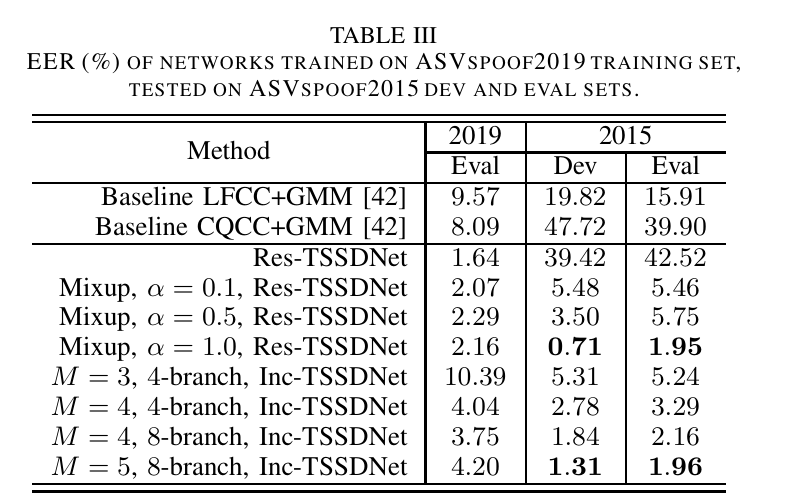 TABLE III
EER (%) OF NETWORKS TRAINED ON ASVSPOOF2019 TRAINING SET,
TESTED ON ASVSPOOF2015 DEV AND EVAL SETS.
Method 2019 2015
Eval Dev Eval
Baseline LFCC+GMM [42] 9.57 19.82 15.91
Baseline CQCC+GMM [42] 8.09 47.72 39.90
Res-TSSDNet 1.64 39.42 42.52
Mixup, α = 0.1, Res-TSSDNet 2.07 5.48 5.46
Mixup, α = 0.5, Res-TSSDNet 2.29 3.50 5.75
Mixup, α = 1.0, Res-TSSDNet 2.16 0.71 1.95
M = 3, 4-branch, Inc-TSSDNet 10.39 5.31 5.24
M = 4, 4-branch, Inc-TSSDNet 4.04 2.78 3.29
M = 4, 8-branch, Inc-TSSDNet 3.75 1.84 2.16
M = 5, 8-branch, Inc-TSSDNet 4.20 1.31 1.96